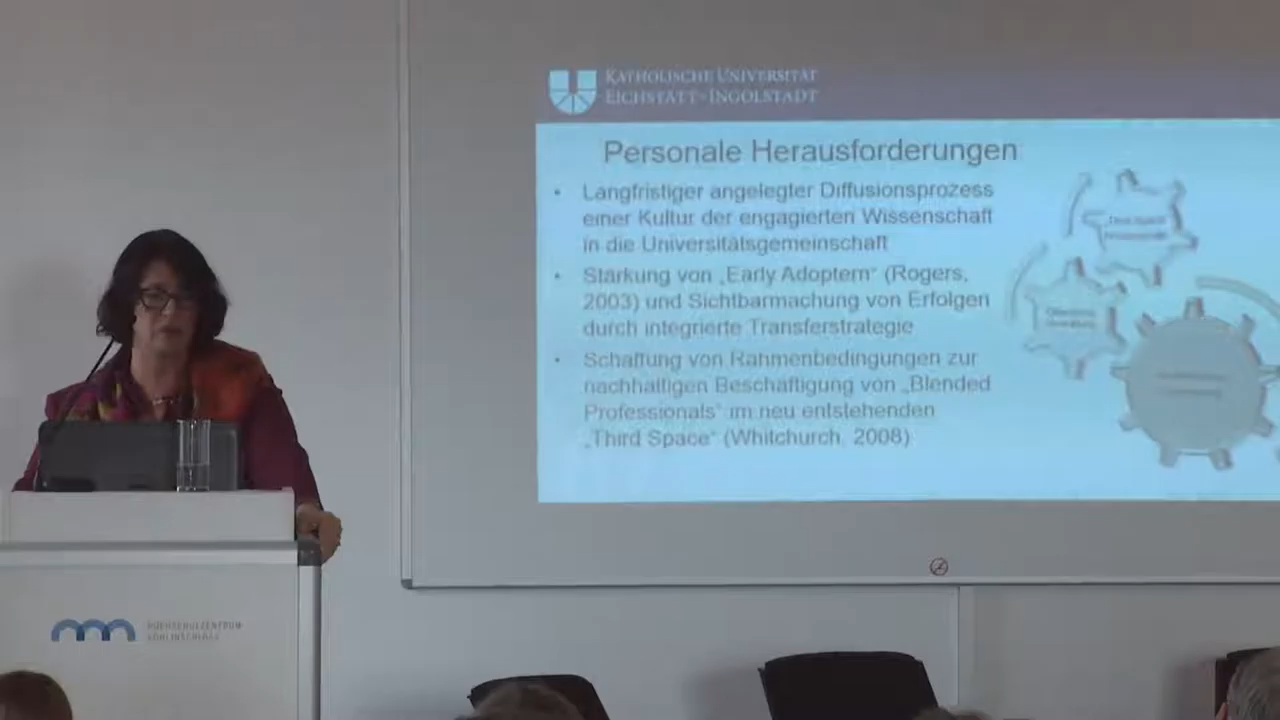 KATHOLISCHE UNIVERSITÄT
EICHSTÄTT-INGOLSTADT
Personale Herausforderungen
• Langfristiger angelegter Diffusionsprozess
einer Kultur der engagierten Wissenschaft
in die Universitätsgemeinschaft
• Stärkung von „Early Adoptern“ (Rogers,
2003) und Sichtbarmachung von Erfolgen
durch integrierte Transferstrategie
• Schaffung von Rahmenbedingungen zur
nachhaltigen Beschäftigung von „Blended
Professionals“ im neu entstehenden
„Third Space“ (Whitchurch, 2008)
HOCHSCHULZENTRUM
VÖHLINSCHLOSS